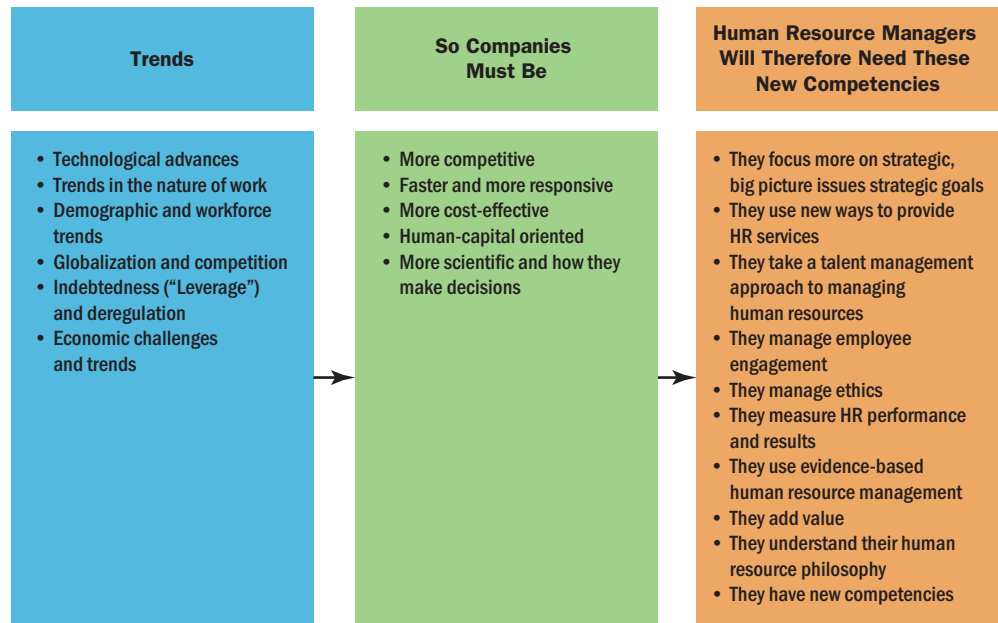 Trends
• Technological advances
• Trends in the nature of work
• Demographic and workforce
trends
• Globalization and competition
• Indebtedness (“Leverage”)
and deregulation
• Economic challenges
and trends
So Companies
Must Be
• More competitive
• Faster and more responsive
• More cost-effective
• Human-capital oriented
• More scientific and how they
make decisions
Human Resource Managers
Will Therefore Need These
New Competencies
• They focus more on strategic,
big picture issues strategic goals
• They use new ways to provide
HR services
• They take a talent management
approach to managing
human resources
• They manage employee
engagement
• They manage ethics
• They measure HR performance
and results
• They use evidence-based
human resource management
• They add value
• They understand their human
resource philosophy
• They have new competencies